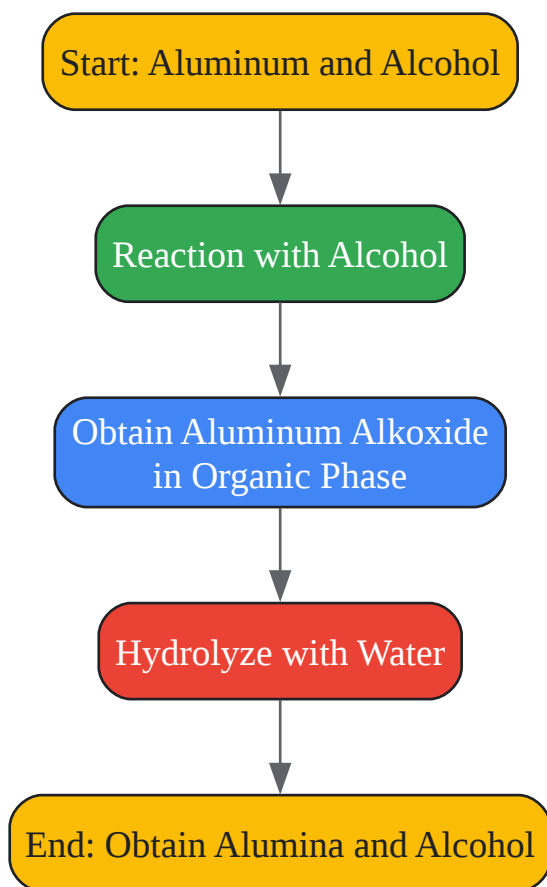 Start: Aluminum and Alcohol
Reaction with Alcohol
Obtain Aluminum Alkoxide
in Organic Phase
Hydrolyze with Water
End: Obtain Alumina and Alcohol